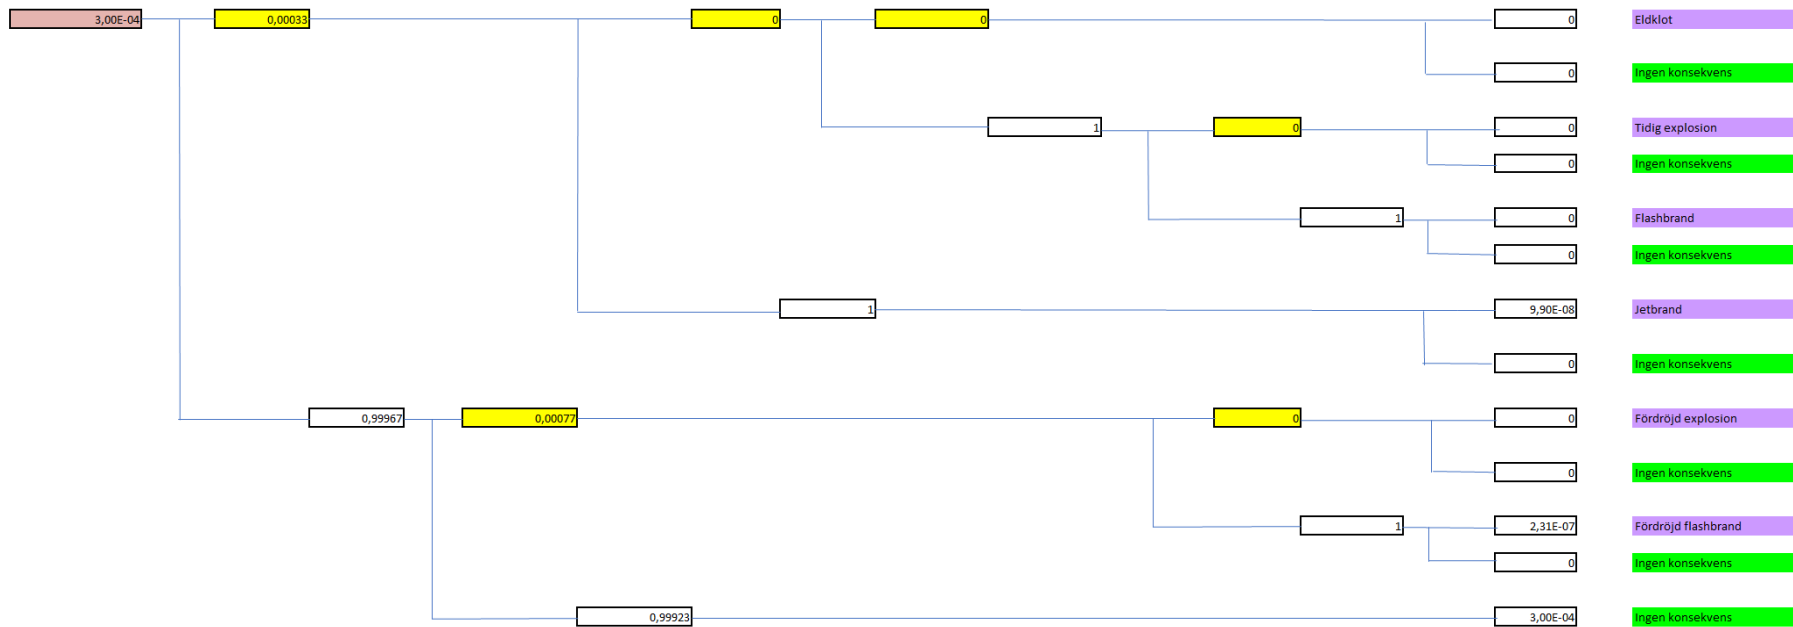 3,00E-04 0,00033 0 0 0 Eldklot
0 Ingen konsekvens
1 0 0 Tidig explosion
0 Ingen konsekvens
1 0 Flashbrand
0 Ingen konsekvens
1 9,90E-08 Jetbrand
0 Ingen konsekvens
0,99967 0,00077 0 0 Fördröjd explosion
0 Ingen konsekvens
1 2,31E-07 Fördröjd flashbrand
0 Ingen konsekvens
0,99923 3,00E-04 Ingen konsekvens